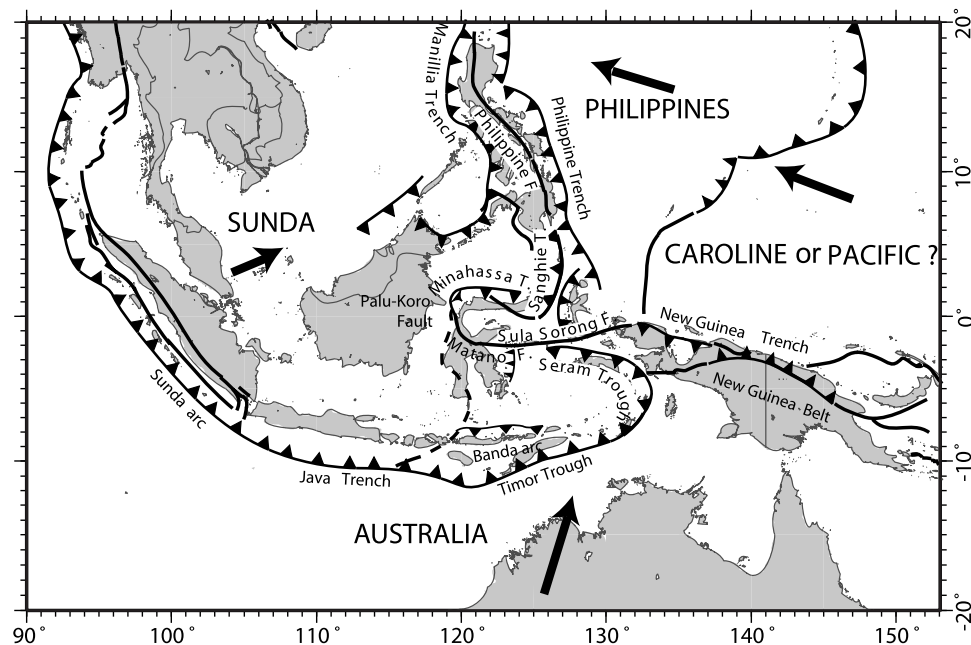 Manillia Trench
Philippine F.
Philippine Trench
PHILIPPINES
20°
10°
SUNDA
CAROLINE or PACIFIC ?
Sanghie T.
Minahassa T.
Palu-Koro
Fault
0°
Sula Sorong F.
New Guinea Trench
Matano F.
Seram Trough
New Guinea Belt
Sunda arc
Banda arc
-10°
Java Trench
Timor Trough
AUSTRALIA
-20°
90° 100° 110° 120° 130° 140° 150°